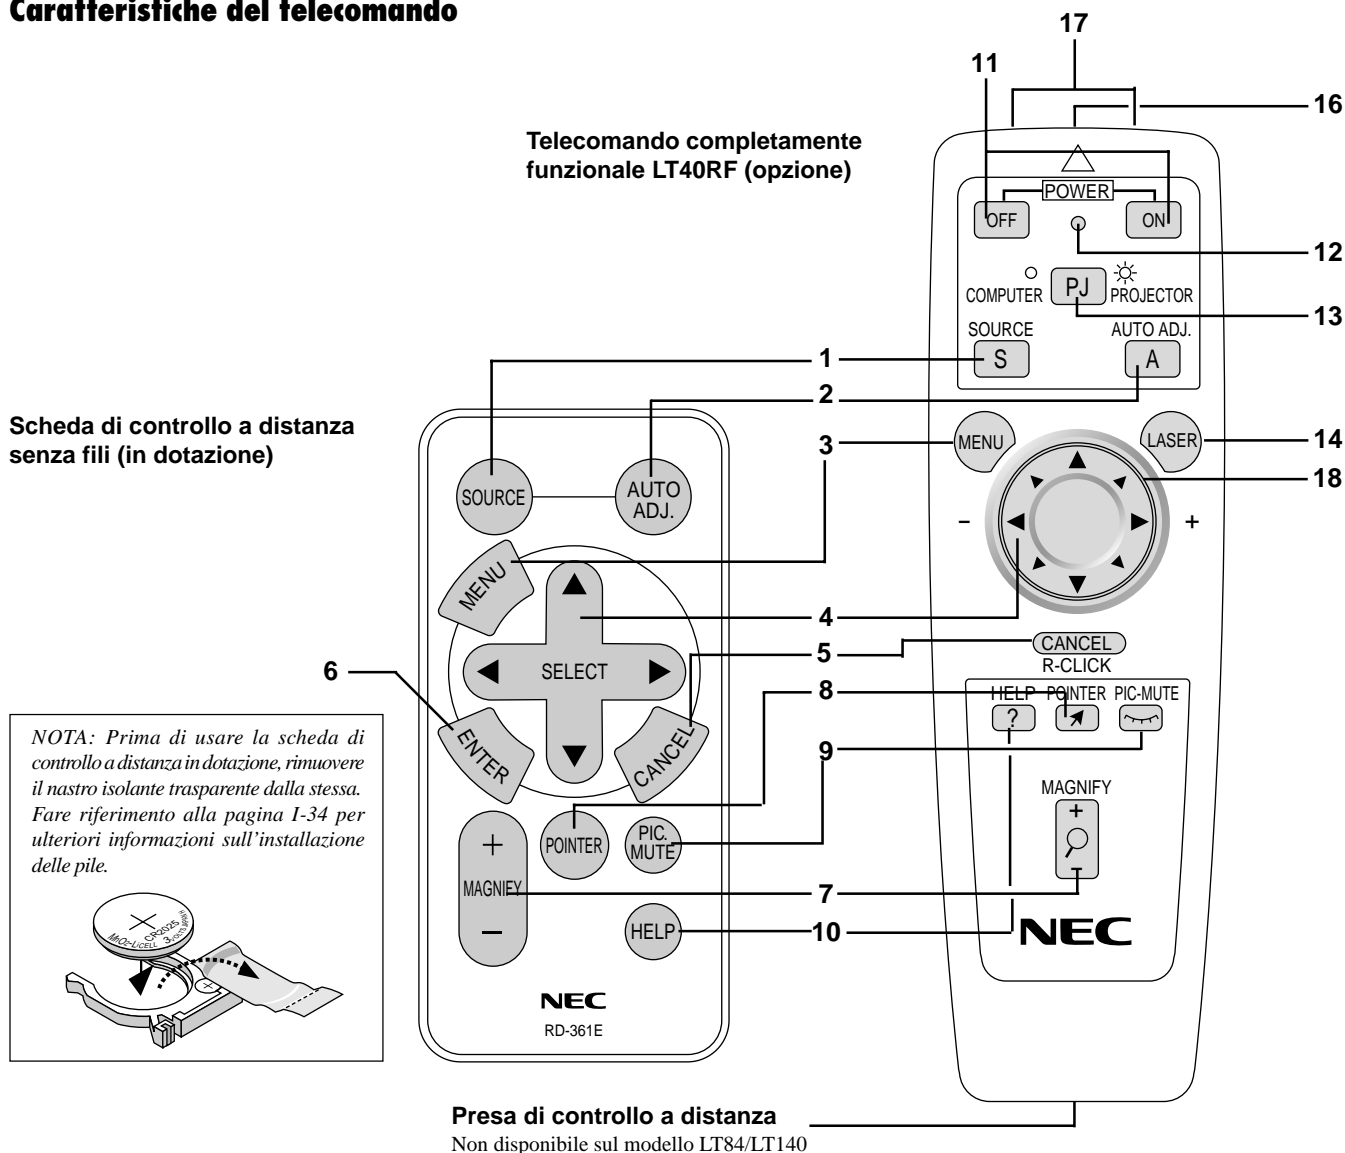 Caratteristiche del telecomando
17
11
16
Telecomando completamente
funzionale LT40RF (opzione)
POWER
OFF
ON
12
COMPUTER
PJ
PROJECTOR
13
SOURCE
AUTO ADJ.
S
A
1
2
Scheda di controllo a distanza
senza fili (in dotazione)
3
MENU
LASER
14
18
SOURCE
AUTO
ADJ.
-
+
MENU
4
SELECT
5
CANCEL
R-CLICK
6
8
HELP
POINTER
PIC-MUTE
?
ENTER
CANCEL
9
NOTA: Prima di usare la scheda di
controllo a distanza in dotazione, rimuovere
il nastro isolante trasparente dalla stessa.
Fare riferimento alla pagina I-34 per
ulteriori informazioni sull'installazione
delle pile.
MAGNIFY
+
−
+
MAGNIFY
−
POINTER
PIC.
MUTE
7
HELP
10
NEC
CR2025
NEC
RD-361E
Presa di controllo a distanza
Non disponibile sul modello LT84/LT140